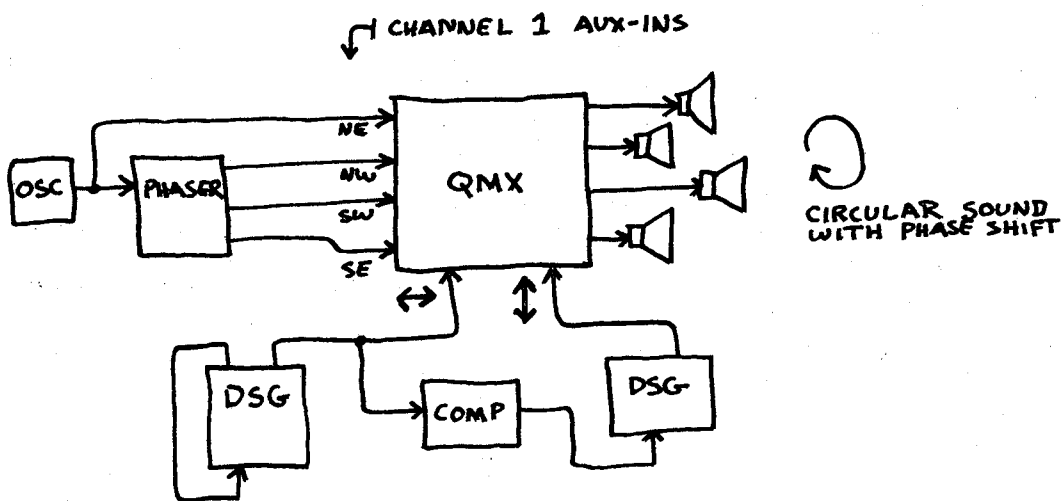 CHANNEL 1 AUX-INS
NE
OSC
PHASER
NW
QMX
SW
SE
CIRCULAR SOUND
WITH PHASE SHIFT
DSG
COMP
DSG